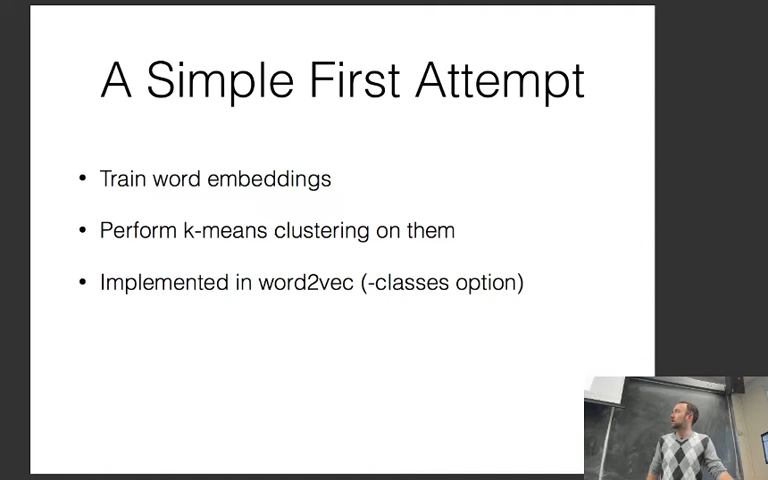 A Simple First Attempt
• Train word embeddings
• Perform k-means clustering on them
• Implemented in word2vec (-classes option)